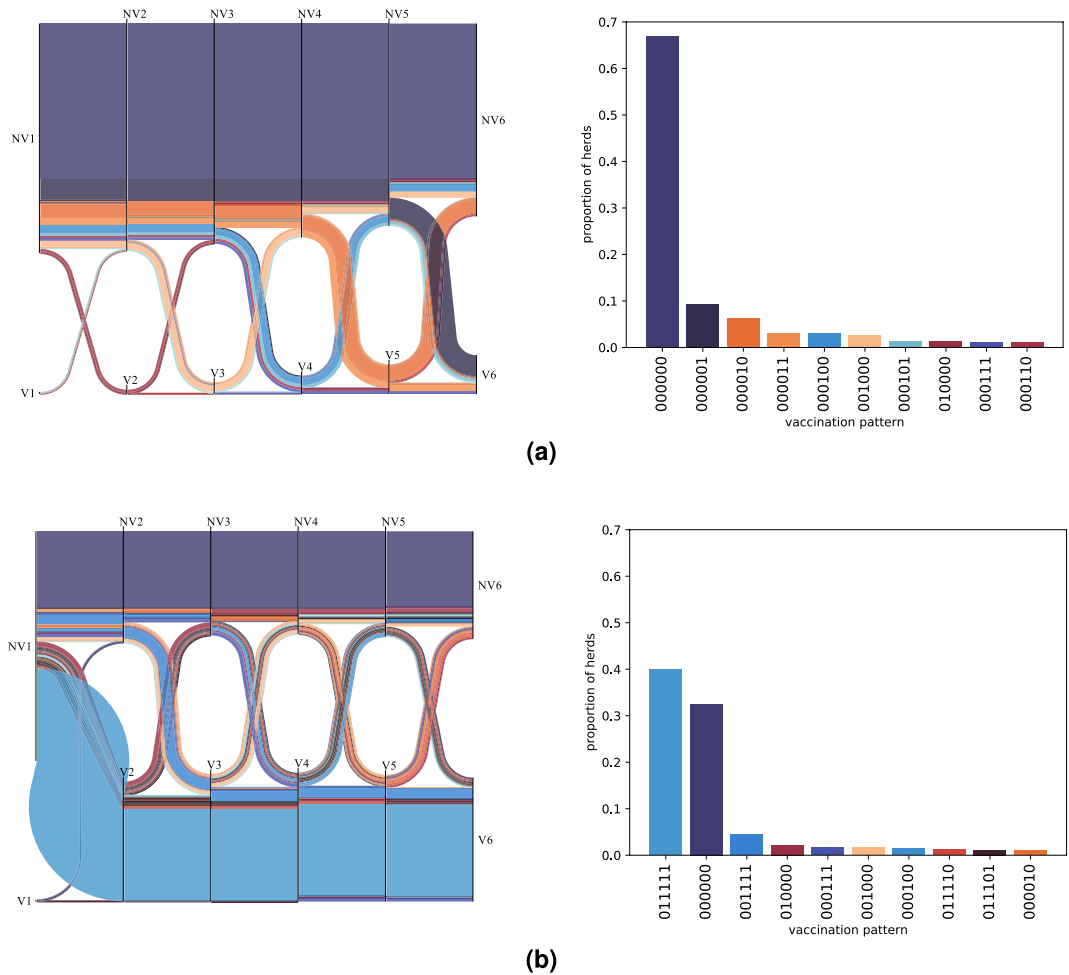 NV2 NV3 NV4 NV5
NV1
NV6
V1
V2
V3
V4
V5
V6
proportion of herds
0.7
0.6
0.5
0.4
0.3
0.2
0.1
0.0
000000 000001 000010 000011 000100 001000 000101 010000 000111 000110
vaccination pattern
(a)
NV2 NV3 NV4 NV5
NV6
NV1
V1
V2
V3
V4
V5
V6
proportion of herds
0.7
0.6
0.5
0.4
0.3
0.2
0.1
0.0
011111 000000 001111 010000 000111 001000 000100 011110 011101 000010
vaccination pattern
(b)